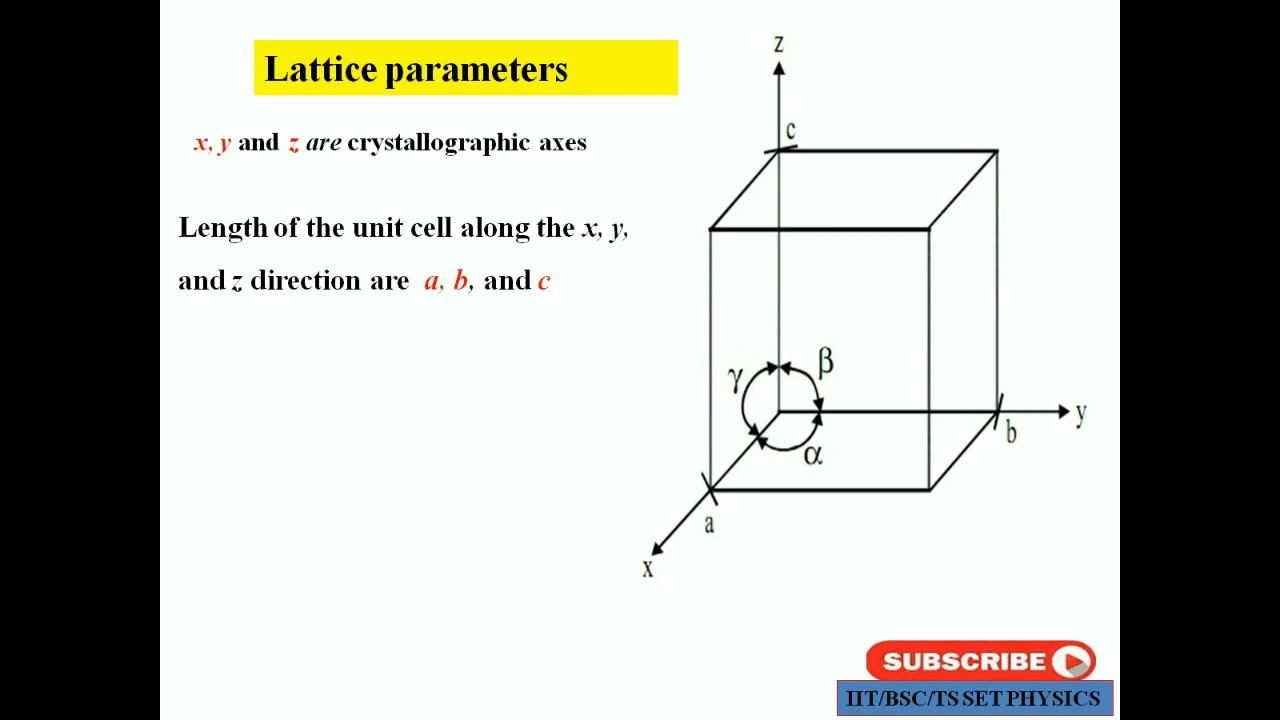 Lattice parameters
x, y and z are crystallographic axes
Length of the unit cell along the x, y,
and z direction are a, b, and c
z
c
γ
β
α
y
b
a
x
SUBSCRIBE
IIT/BSC/TS SET PHYSICS